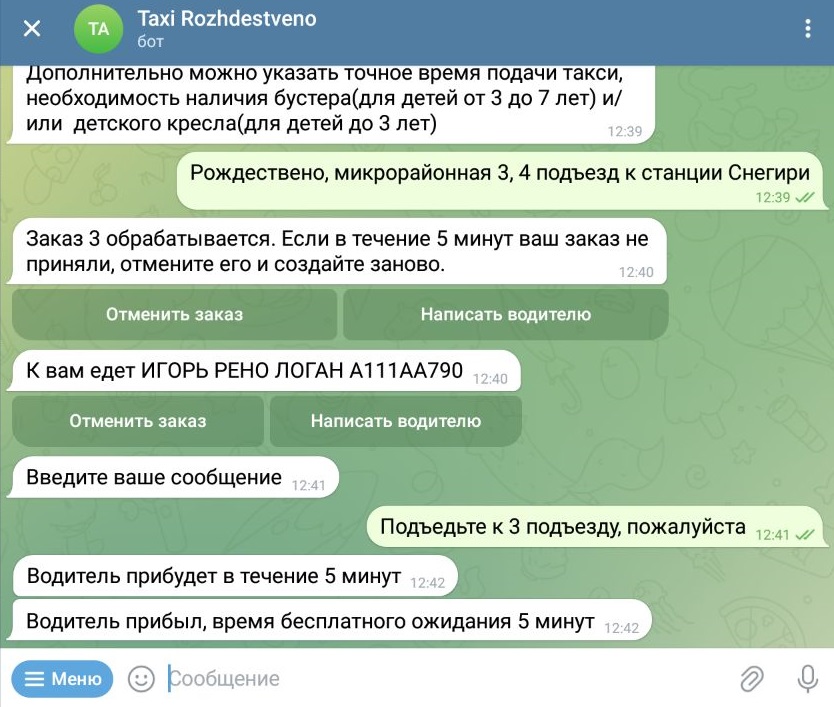 Taxi Rozhdestveno
TA
бот
Дополнительно можно указать точное время подачи такси,
необходимость наличия бустера(для детей от 3 до 7 лет) и/
или детского кресла(для детей до 3 лет)
12:39
Рождествено, микрорайонная 3, 4 подъезд к станции Снегири
12:39
Заказ 3 обрабатывается. Если в течение 5 минут ваш заказ не
приняли, отмените его и создайте заново.
12:40
Отменить заказ
Написать водителю
К вам едет ИГОРЬ РЕНО ЛОГАН А111АА790
12:40
Отменить заказ
Написать водителю
Введите ваше сообщение
12:41
Подъедьте к 3 подъезду, пожалуйста
12:41
Водитель прибудет в течение 5 минут
12:42
Водитель прибыл, время бесплатного ожидания 5 минут
12:42
Меню
Сообщение